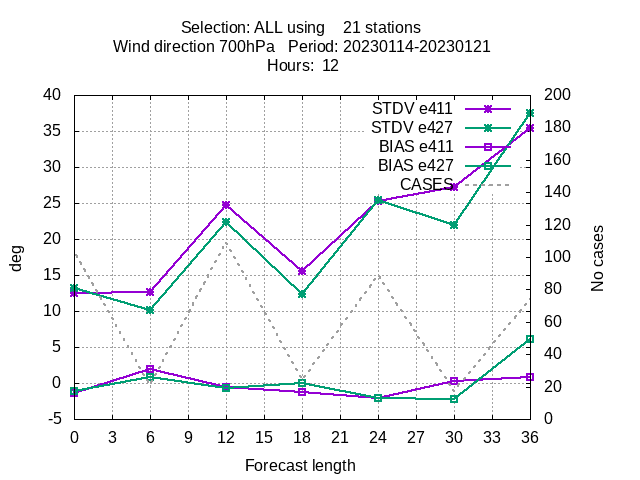 Selection: ALL using    21 stations
Wind direction 700hPa   Period: 20230114-20230121
Hours:  12
40
35
30
25
20
15
10
5
0
-5
200
180
160
140
120
100
80
60
40
20
0
STDV e411
STDV e427
BIAS e411
BIAS e427
CASES
deg
No cases
0 3 6 9 12 15 18 21 24 27 30 33 36
Forecast length